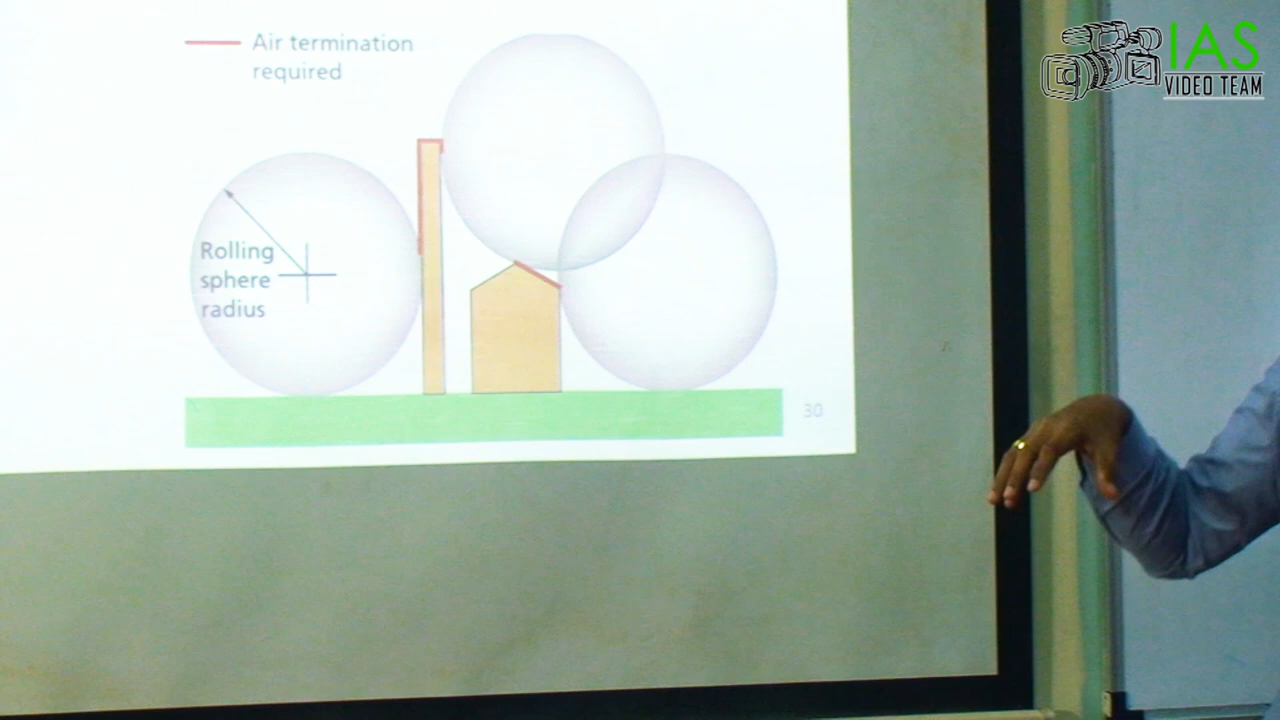 Air termination
required
Rolling
sphere
radius
30
IAS
VIDEO TEAM